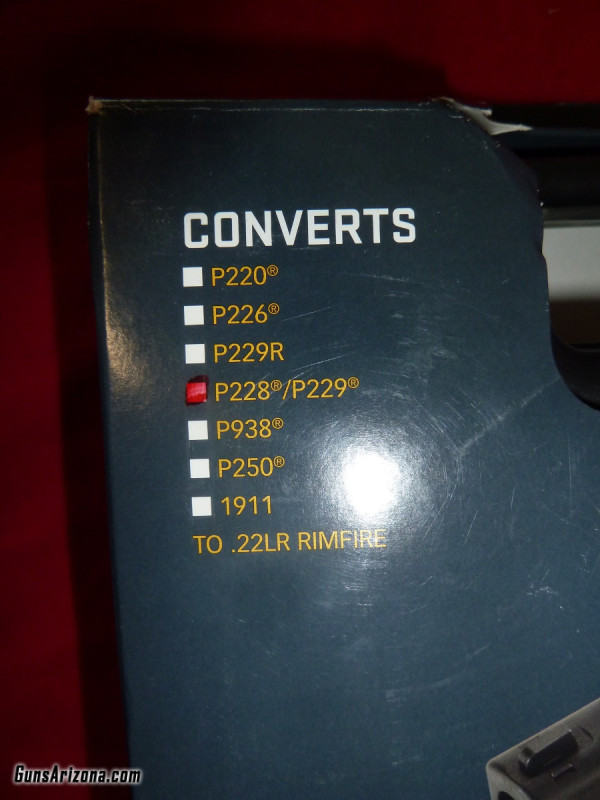 CONVERTS
P220®
P226®
P229R
P228®/P229®
P938®
P250®
1911
TO .22LR RIMFIRE
GunsArizona.com